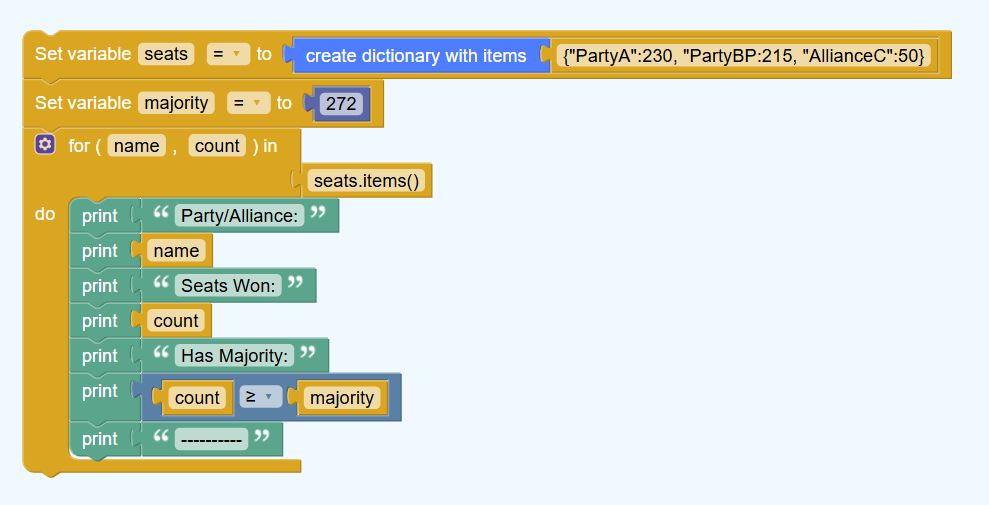 Set variable seats = to create dictionary with items {"PartyA":230, "PartyBP:215, "AllianceC":50}
Set variable majority = to 272
for ( name , count ) in
seats.items()
do print “ Party/Alliance: ”
print name
print “ Seats Won: ”
print count
print “ Has Majority: ”
print count ≥ majority
print “ ---------- ”